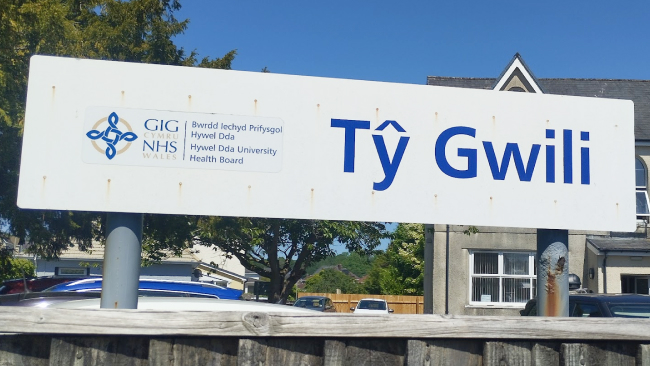 GIG
CYMRU
NHS
WALES
Bwrdd Iechyd Prifysgol
Hywel Dda
Hywel Dda University
Health Board
Tŷ Gwili